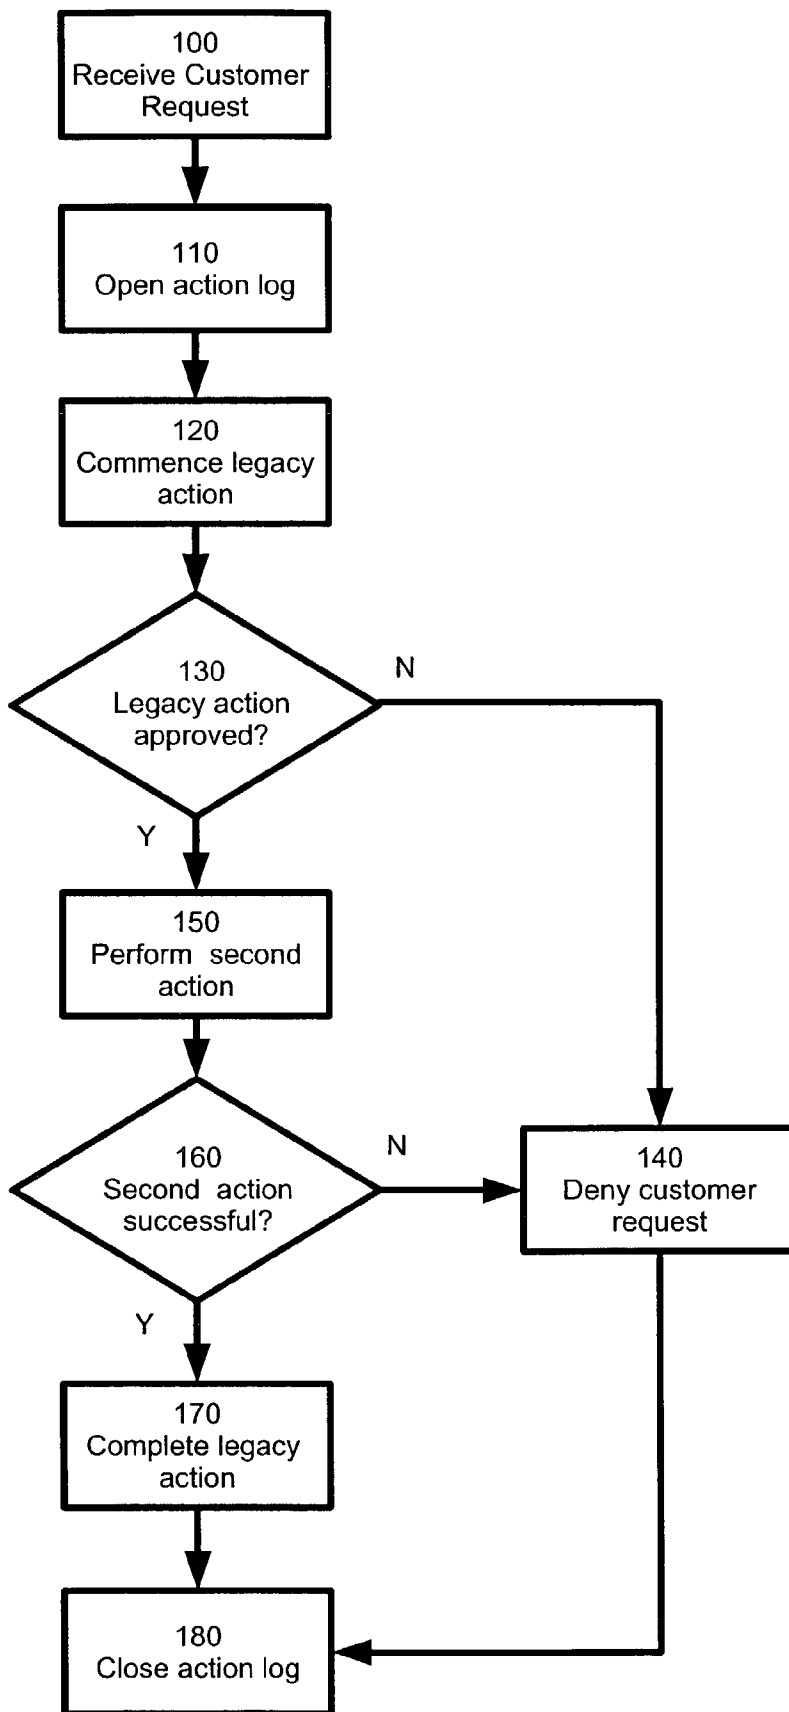 100
Receive Customer
Request
110
Open action log
120
Commence legacy
action
130
Legacy action
approved?
N
Y
150
Perform second
action
160
Second action
successful?
N
140
Deny customer
request
Y
170
Complete legacy
action
180
Close action log